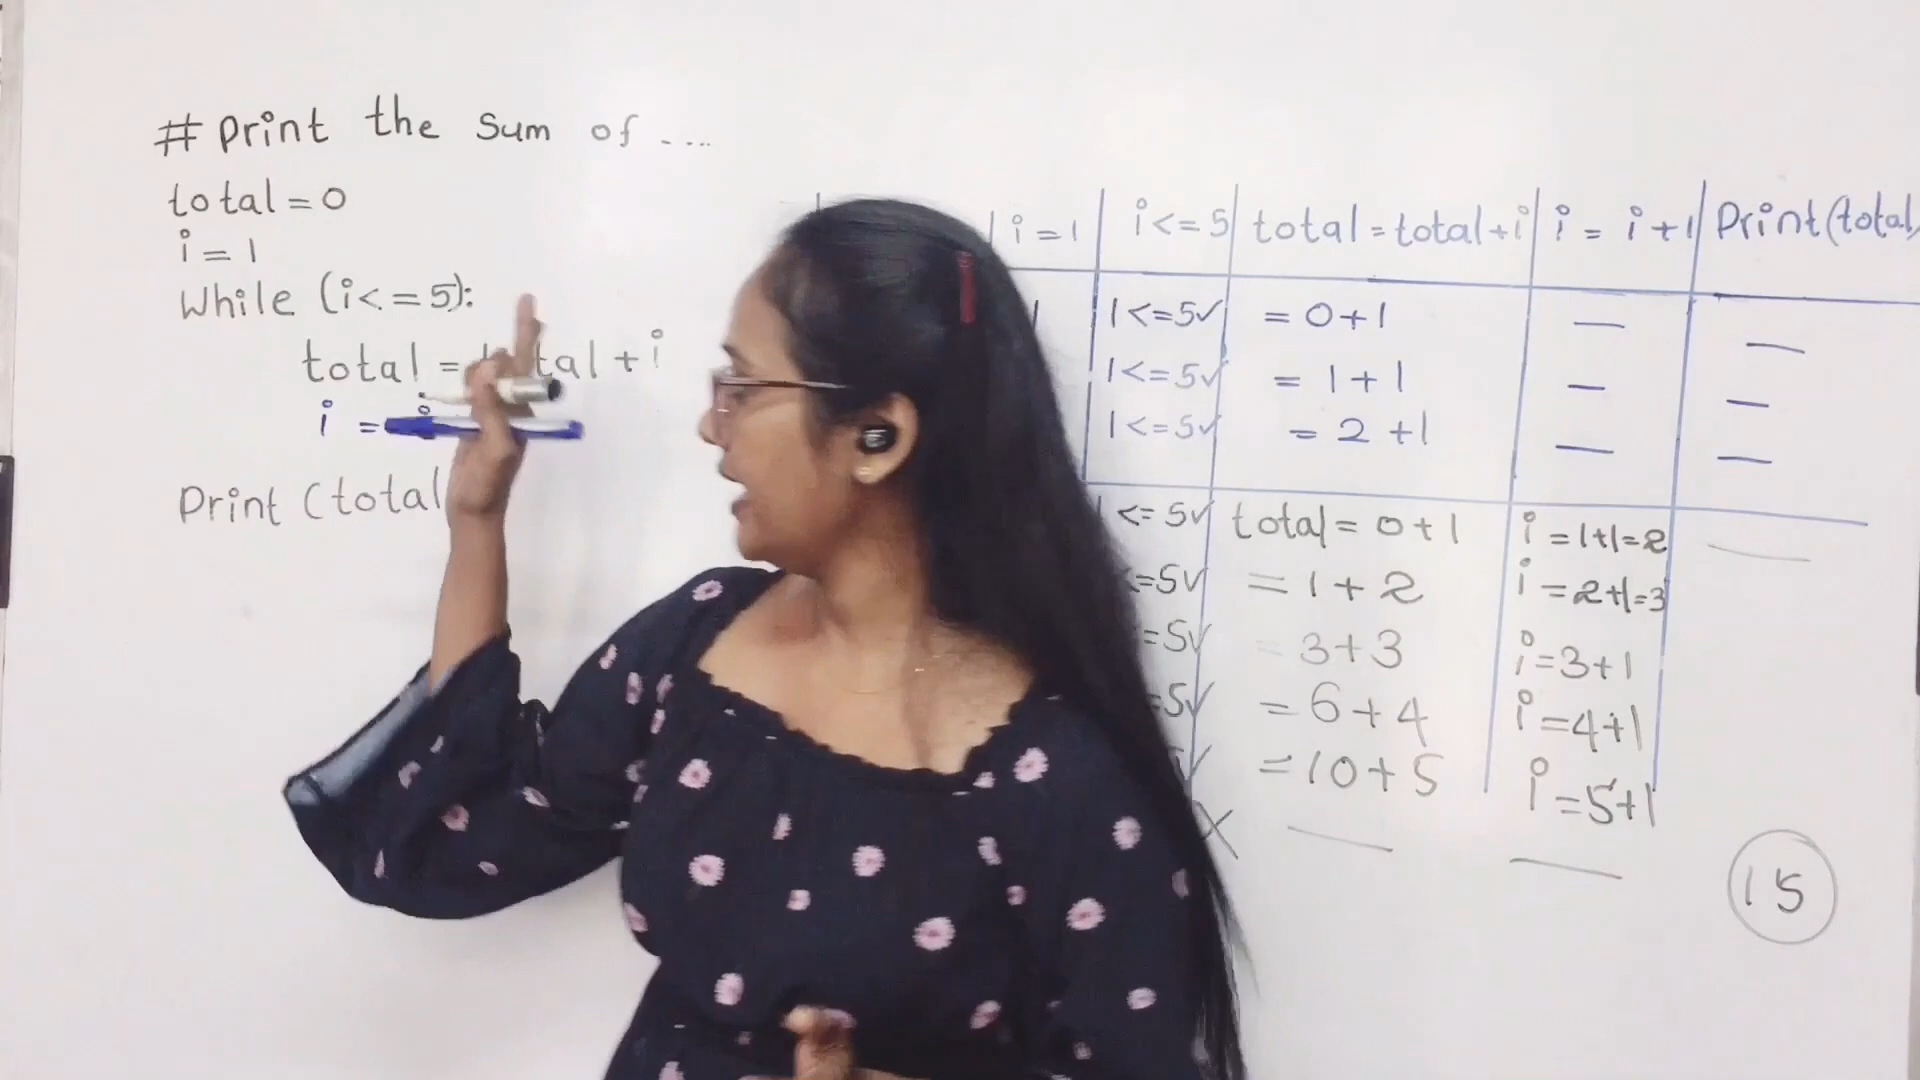 # Print the Sum of ....
total = 0
i = 1
While (i<=5):
total = total + i
i =
Print (total
i = 1 | i<=5 | total = total + i | i = i + 1 | Print(total)
1 | 1<=5✓ | = 0+1 | — | —
1<=5✓ | = 1+1 | — | —
1<=5✓ | = 2+1 | — | —
<=5✓ | total = 0+1 | i = 1+1=2 | —
<=5✓ | = 1+2 | i = 2+1=3
=5✓ | = 3+3 | i=3+1
=5✓ | = 6+4 | i=4+1
✓ | = 10+5 | i=5+1
X | — | — | 15